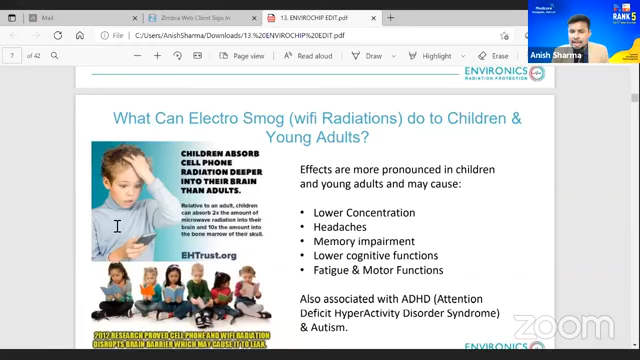 Mail
Zimbra Web Client Sign In
13. ENVIROCHIP EDIT.pdf
File
C:/Users/AnishSharma/Downloads/13.%20ENVIROCHIP%20EDIT.pdf
7
of 42
Page view
Read aloud
Draw
Highlight
Erase
RANK 5
Anish Sharma
ENVIRONICS
RADIATION PROTECTION
What Can Electro Smog (wifi Radiations) do to Children &
Young Adults?
CHILDREN ABSORB
CELL PHONE
RADIATION DEEPER
INTO THEIR BRAIN
THAN ADULTS.
Relative to an adult, children
can absorb 2x the amount of
microwave radiation into their
brain and 10x the amount into
the bone marrow of their skull.
EHTrust.org
2012 RESEARCH PROVED CELL PHONE AND WIFI RADIATION
DISRUPTS BRAIN BARRIER WHICH MAY CAUSE IT TO LEAK
Effects are more pronounced in children
and young adults and may cause:
• Lower Concentration
• Headaches
• Memory impairment
• Lower cognitive functions
• Fatigue & Motor Functions
Also associated with ADHD (Attention
Deficit HyperActivity Disorder Syndrome)
& Autism.
zoom
ENVIRONICS